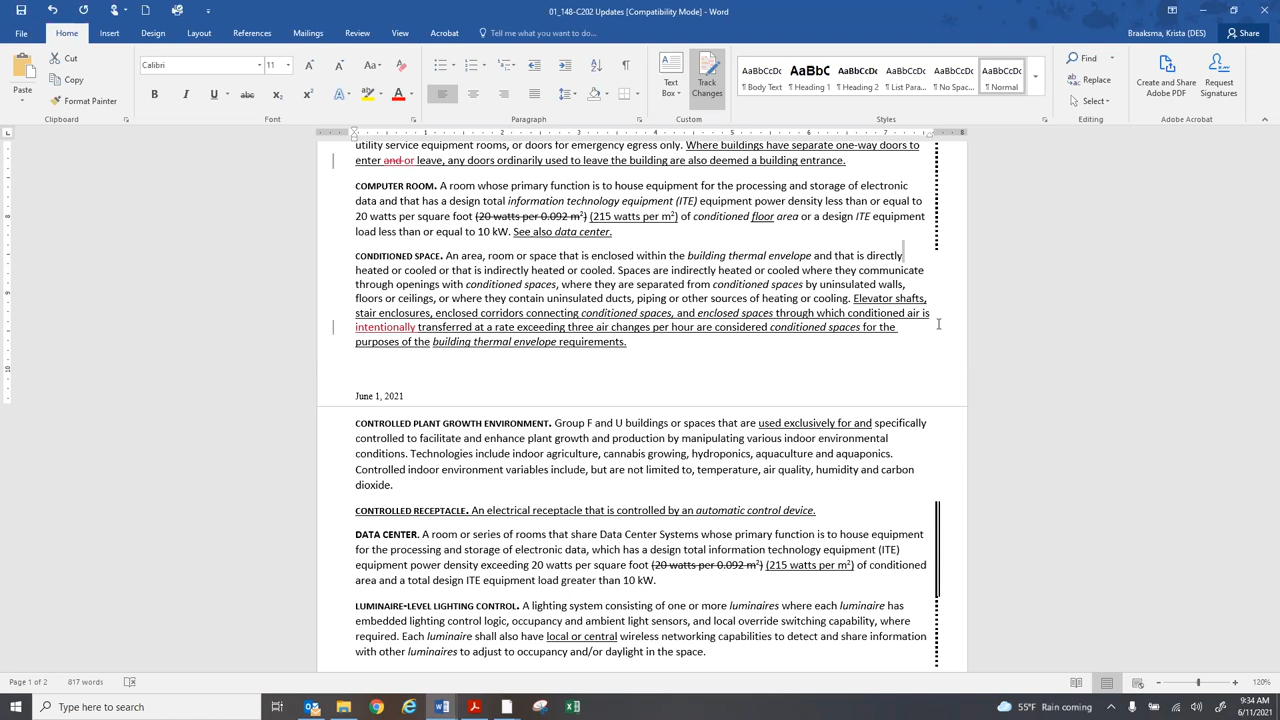 01_148-C202 Updates [Compatibility Mode] - Word
Braaksma, Krista (DES)
File Home Insert Draw Design Layout References Mailings Review View Acrobat Tell me what you want to do... Share
Paste Cut Copy Format Painter
Clipboard
Calibri 11
Font
Paragraph
Text Box Track Changes
Custom
AaBbCcDc ¶ Body Text AaBbC ¶ Heading 1 AaBbCcDc ¶ Heading 2 AaBbCcDc ¶ List Para... AaBbCcDc ¶ No Spac... AaBbCcDc ¶ Normal
Styles
Find Replace Select
Editing
Create and Share Adobe PDF Request Signatures
Adobe Acrobat
utility service equipment rooms, or doors for emergency egress only. Where buildings have separate one-way doors to
enter and or leave, any doors ordinarily used to leave the building are also deemed a building entrance.
COMPUTER ROOM. A room whose primary function is to house equipment for the processing and storage of electronic
data and that has a design total information technology equipment (ITE) equipment power density less than or equal to
20 watts per square foot (20 watts per 0.092 m²) (215 watts per m²) of conditioned floor area or a design ITE equipment
load less than or equal to 10 kW. See also data center.
CONDITIONED SPACE. An area, room or space that is enclosed within the building thermal envelope and that is directly
heated or cooled or that is indirectly heated or cooled. Spaces are indirectly heated or cooled where they communicate
through openings with conditioned spaces, where they are separated from conditioned spaces by uninsulated walls,
floors or ceilings, or where they contain uninsulated ducts, piping or other sources of heating or cooling. Elevator shafts,
stair enclosures, enclosed corridors connecting conditioned spaces, and enclosed spaces through which conditioned air is
intentionally transferred at a rate exceeding three air changes per hour are considered conditioned spaces for the
purposes of the building thermal envelope requirements.
June 1, 2021
CONTROLLED PLANT GROWTH ENVIRONMENT. Group F and U buildings or spaces that are used exclusively for and specifically
controlled to facilitate and enhance plant growth and production by manipulating various indoor environmental
conditions. Technologies include indoor agriculture, cannabis growing, hydroponics, aquaculture and aquaponics.
Controlled indoor environment variables include, but are not limited to, temperature, air quality, humidity and carbon
dioxide.
CONTROLLED RECEPTACLE. An electrical receptacle that is controlled by an automatic control device.
DATA CENTER. A room or series of rooms that share Data Center Systems whose primary function is to house equipment
for the processing and storage of electronic data, which has a design total information technology equipment (ITE)
equipment power density exceeding 20 watts per square foot (20 watts per 0.092 m²) (215 watts per m²) of conditioned
area and a total design ITE equipment load greater than 10 kW.
LUMINAIRE-LEVEL LIGHTING CONTROL. A lighting system consisting of one or more luminaires where each luminaire has
embedded lighting control logic, occupancy and ambient light sensors, and local override switching capability, where
required. Each luminaire shall also have local or central wireless networking capabilities to detect and share information
with other luminaires to adjust to occupancy and/or daylight in the space.
Page 1 of 2 817 words 120%
Type here to search 55°F Raining coming 9:34 AM
6/11/2021